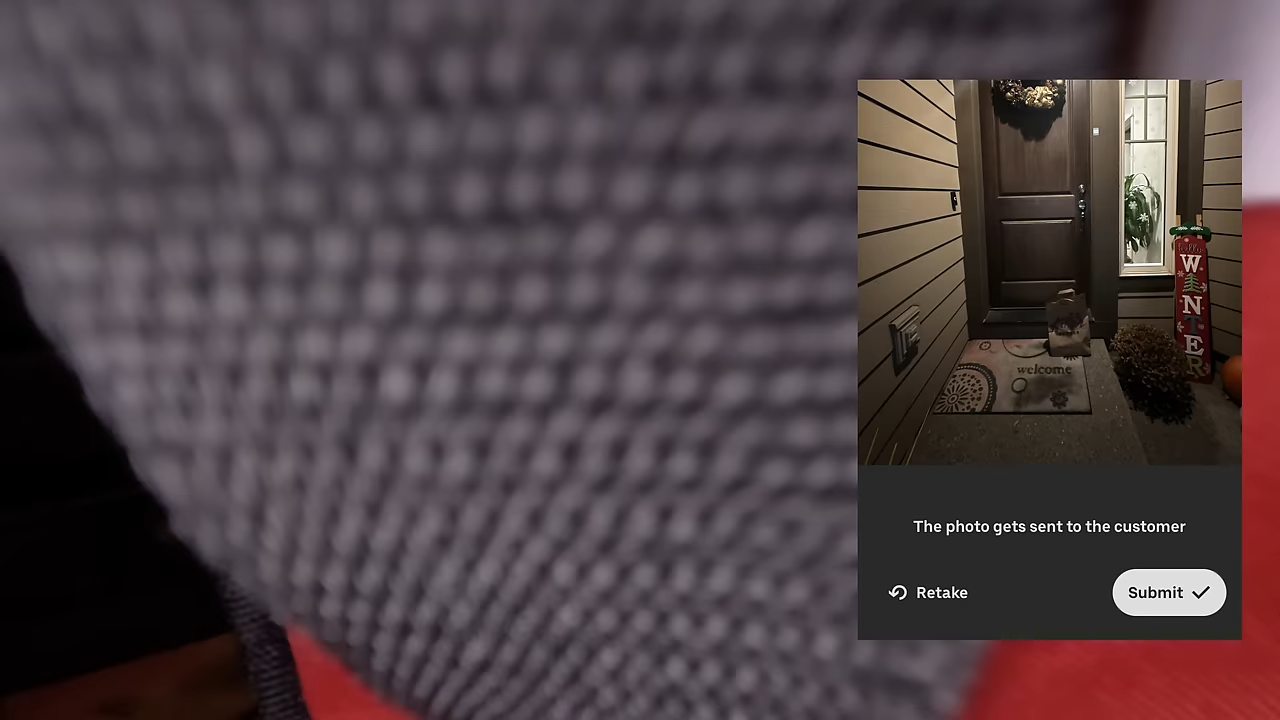 WINTER
welcome
The photo gets sent to the customer
Retake
Submit